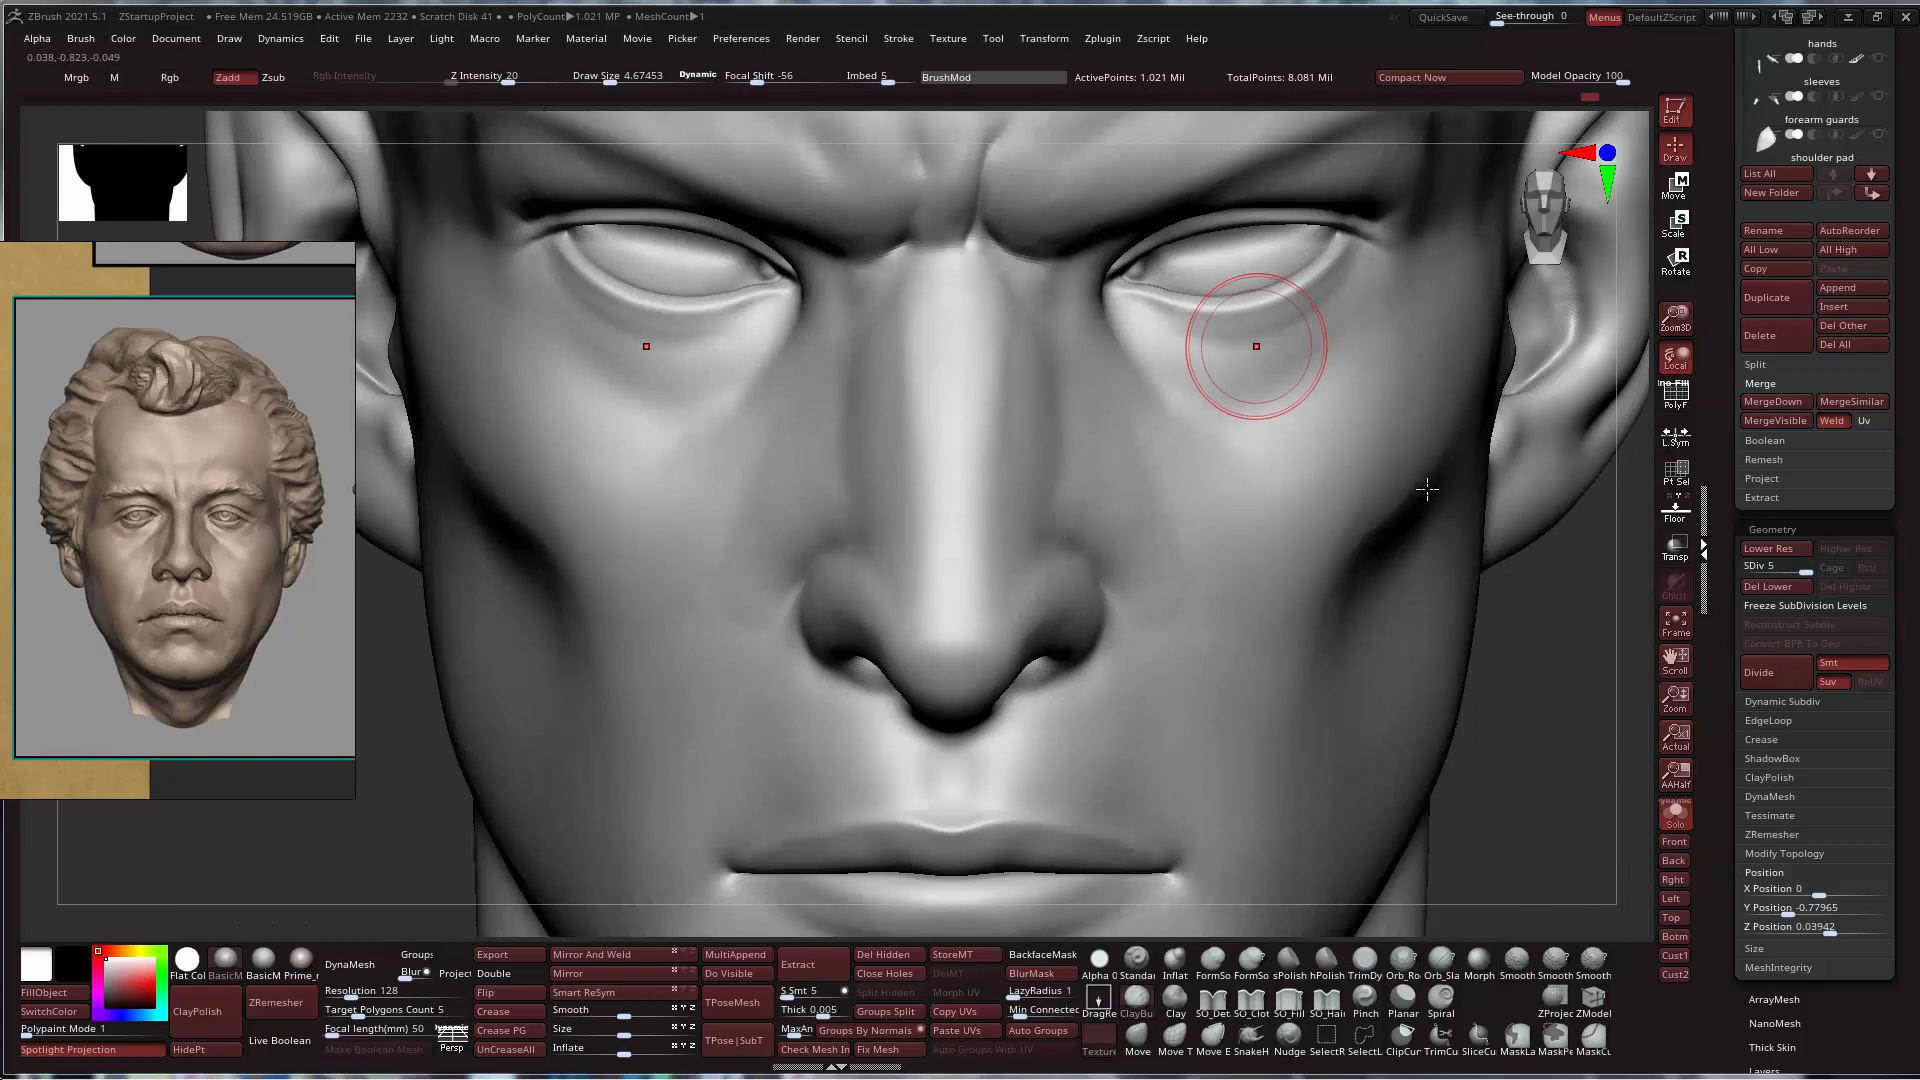 ZBrush 2021.5.1 ZStartupProject • Free Mem 24.519GB • Active Mem 2232 • Scratch Disk 41 • • PolyCount▶1.021 MP • MeshCount▶1
QuickSave See-through 0 Menus DefaultZScript
Alpha Brush Color Document Draw Dynamics Edit File Layer Light Macro Marker Material Movie Picker Preferences Render Stencil Stroke Texture Tool Transform Zplugin Zscript Help
0.038,-0.823,-0.049
Mrgb M Rgb Zadd Zsub Rgb Intensity Z Intensity 20 Draw Size 4.67453 Dynamic Focal Shift -56 Imbed 5 BrushMod ActivePoints: 1.021 Mil TotalPoints: 8.081 Mil Compact Now Model Opacity 100
Edit
Draw
Move
Scale
Rotate
Zoom3D
Local
PolyF
L.Sym
Pt Sel
Floor
Transp
Ghost
Frame
Scroll
Zoom
Actual
AAHalf
Dynamic
Solo
Front
Back
Rght
Left
Top
Botm
Cust1
Cust2
hands
sleeves
forearm guards
shoulder pad
List All
New Folder
Rename AutoReorder
All Low All High
Copy Paste
Duplicate Append
Insert
Delete Del Other
Del All
Split
Merge
MergeDown MergeSimilar
MergeVisible Weld Uv
Boolean
Remesh
Project
Extract
Geometry
Lower Res Higher Res
SDiv 5 Cage Rstr
Del Lower Del Higher
Freeze SubDivision Levels
Reconstruct Subdiv
Convert BPR To Geo
Divide Smt
Suv ReUV
Dynamic Subdiv
EdgeLoop
Crease
ShadowBox
ClayPolish
DynaMesh
Tessimate
ZRemesher
Modify Topology
Position
X Position 0
Y Position -0.77965
Z Position 0.03942
Size
MeshIntegrity
ArrayMesh
NanoMesh
Thick Skin
Layers
Flat Col BasicM BasicM Prime_r
FillObject
SwitchColor
Polypaint Mode 1
Spotlight Projection
ClayPolish
HidePt
ZRemesher
Live Boolean
DynaMesh Groups
Blur Project
Resolution 128
Target Polygons Count 5
Focal length(mm) 50
Make Boolean Mesh
Dynamic
Persp
Export Mirror And Weld MultiAppend
Double Mirror Do Visible
Flip Smart ReSym TPoseMesh
Crease Smooth
Crease PG Size TPose|SubT
UnCreaseAll Inflate
Extract Del Hidden StoreMT BackfaceMask
Close Holes DelMT BlurMask
S Smt 5 Split Hidden Morph UV LazyRadius 1
Thick 0.005 Groups Split Copy UVs Min Connected
MaxAn Groups By Normals Paste UVs Auto Groups
Check Mesh In Fix Mesh Auto Groups With UV
Alpha 0 Standar Inflat FormSo FormSo sPolish hPolish TrimDy Orb_Ro Orb_Sla Morph Smooth Smooth Smooth
DragRe ClayBu Clay SO_Det SO_Clot SO_Fill SO_Hair Pinch Planar Spiral ZProjec ZModel
Texture Move Move T Move E SnakeH Nudge SelectR SelectL ClipCur TrimCu SliceCu MaskLa MaskPe MaskCu